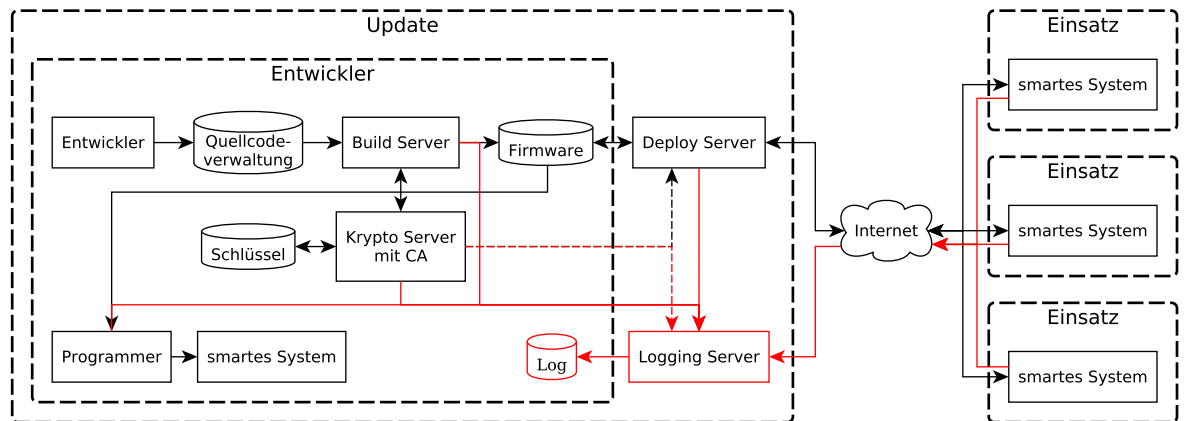 Update
Einsatz
Entwickler
smartes System
Entwickler
Quellcode-
verwaltung
Build Server
Firmware
Deploy Server
Einsatz
Schlüssel
Krypto Server
mit CA
Internet
smartes System
Einsatz
Programmer
smartes System
Log
Logging Server
smartes System